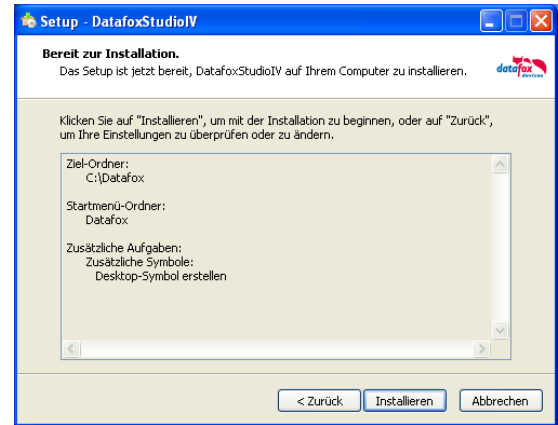 Setup - DatafoxStudioIV
Bereit zur Installation.
Das Setup ist jetzt bereit, DatafoxStudioIV auf Ihrem Computer zu installieren.
datafox
devices
Klicken Sie auf "Installieren", um mit der Installation zu beginnen, oder auf "Zurück",
um Ihre Einstellungen zu überprüfen oder zu ändern.
Ziel-Ordner:
C:\Datafox
Startmenü-Ordner:
Datafox
Zusätzliche Aufgaben:
Zusätzliche Symbole:
Desktop-Symbol erstellen
< Zurück
Installieren
Abbrechen